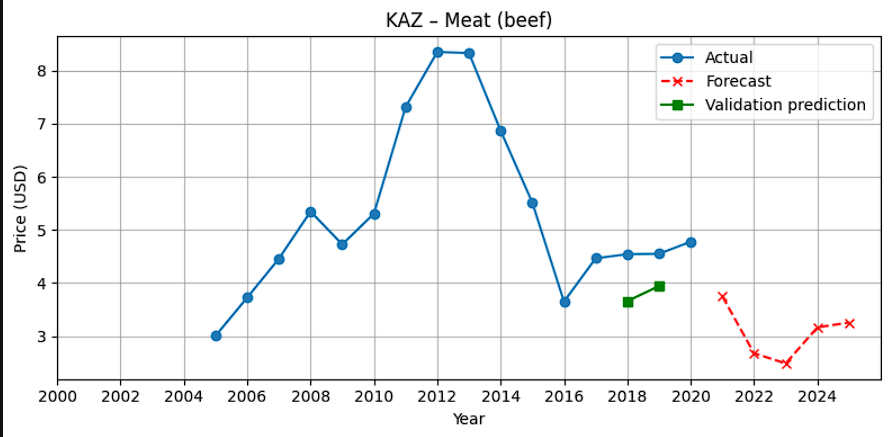 KAZ – Meat (beef)
Actual
Forecast
Validation prediction
Price (USD)
8
7
6
5
4
3
2000 2002 2004 2006 2008 2010 2012 2014 2016 2018 2020 2022 2024
Year